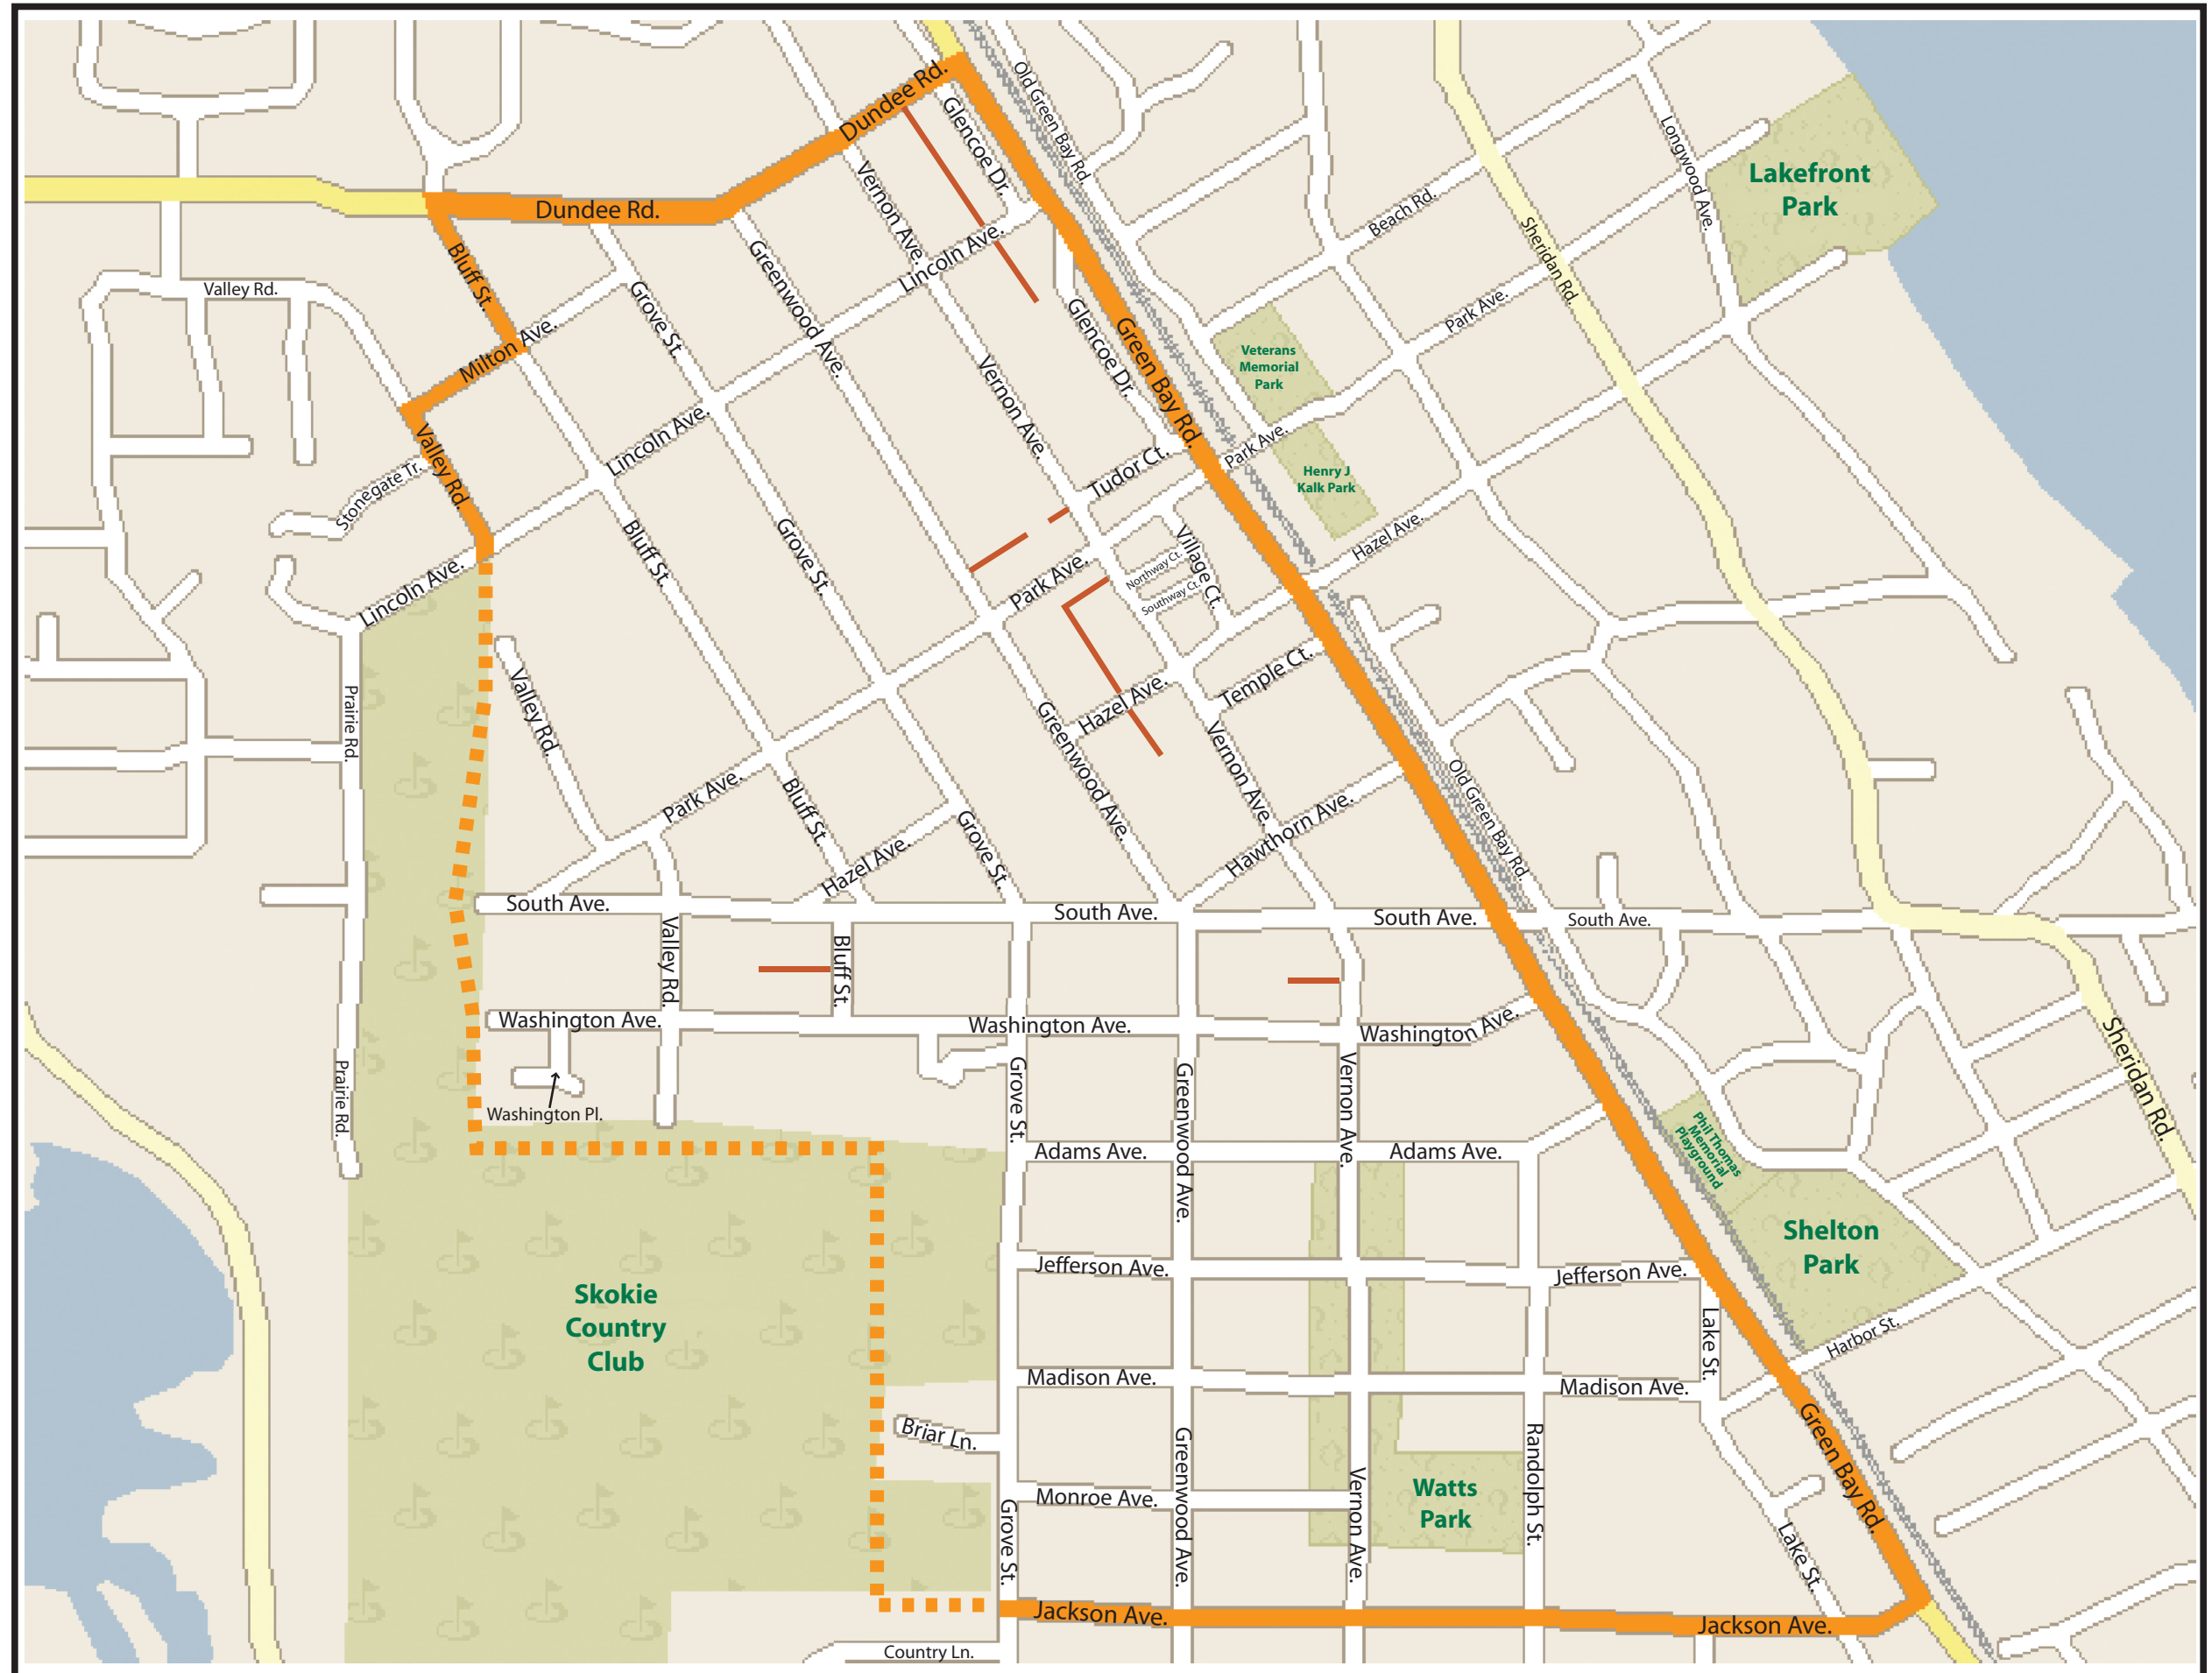 Dundee Rd.
Old Green Bay Rd.
Glencoe Dr.
Longwood Ave.
Lakefront
Park
Vernon Ave.
Dundee Rd.
Beach Rd.
Sheridan Rd.
Bluff St.
Greenwood Ave.
Lincoln Ave.
Valley Rd.
Grove St.
Glencoe Dr.
Green Bay Rd.
Park Ave.
Milton Ave.
Veterans
Memorial
Park
Vernon Ave.
Lincoln Ave.
Valley Rd.
Tudor Ct.
Park Ave.
Henry J
Kalk Park
Stonegate Tr.
Bluff St.
Grove St.
Village Ct.
Hazel Ave.
Northway Ct.
Southway Ct.
Park Ave.
Lincoln Ave.
Prairie Rd.
Valley Rd.
Hazel Ave.
Temple Ct.
Greenwood Ave.
Vernon Ave.
Park Ave.
Bluff St.
Hazel Ave.
Grove St.
Hawthorn Ave.
Old Green Bay Rd.
South Ave.
South Ave.
South Ave.
South Ave.
Valley Rd.
Bluff St.
Washington Ave.
Washington Ave.
Washington Ave.
Sheridan Rd.
Prairie Rd.
Washington Pl.
Grove St.
Greenwood Ave.
Vernon Ave.
Phil Thomas
Memorial
Playground
Adams Ave.
Adams Ave.
Shelton
Park
Jefferson Ave.
Jefferson Ave.
Skokie
Country
Club
Lake St.
Harbor St.
Madison Ave.
Madison Ave.
Briar Ln.
Greenwood Ave.
Randolph St.
Green Bay Rd.
Watts
Park
Monroe Ave.
Grove St.
Vernon Ave.
Lake St.
Jackson Ave.
Jackson Ave.
Country Ln.